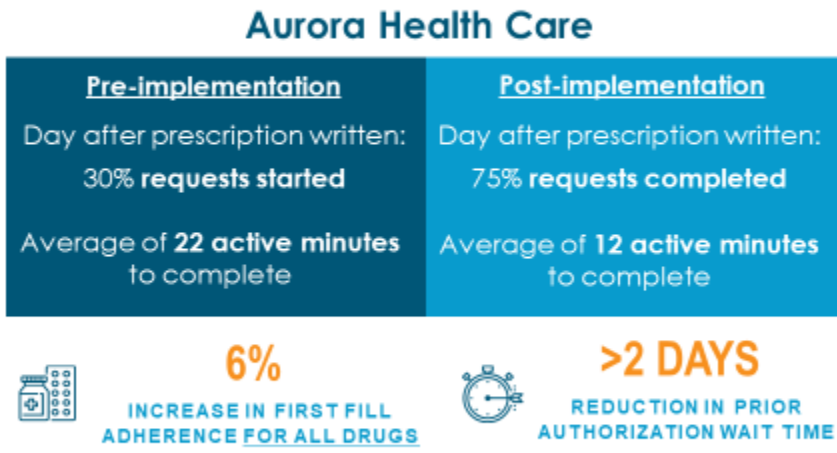 Aurora Health Care
Pre-implementation
Day after prescription written:
30% requests started
Average of 22 active minutes
to complete
Post-implementation
Day after prescription written:
75% requests completed
Average of 12 active minutes
to complete
6%
INCREASE IN FIRST FILL
ADHERENCE FOR ALL DRUGS
>2 DAYS
REDUCTION IN PRIOR
AUTHORIZATION WAIT TIME